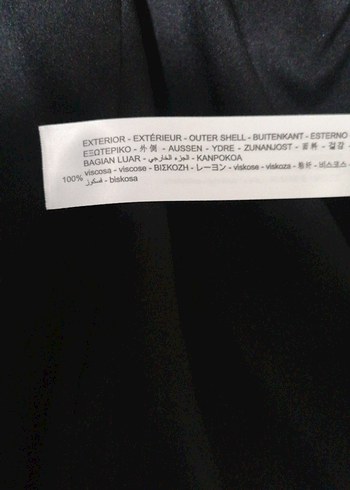 EXTERIOR - EXTÉRIEUR - OUTER SHELL - BUITENKANT - ESTERNO
ΕΞΩΤΕΡΙΚΟ - 外側 - AUSSEN - YDRE - ZUNANJOST - 面料 - 겉감 -
BAGIAN LUAR - الجزء الخارجي - KANPOKOA
100% viscosa - viscose - ΒΙΣΚΟΖΗ - レーヨン - viskose - viskoza - 粘纤 - 비스코스 -
فسكوز - biskosa